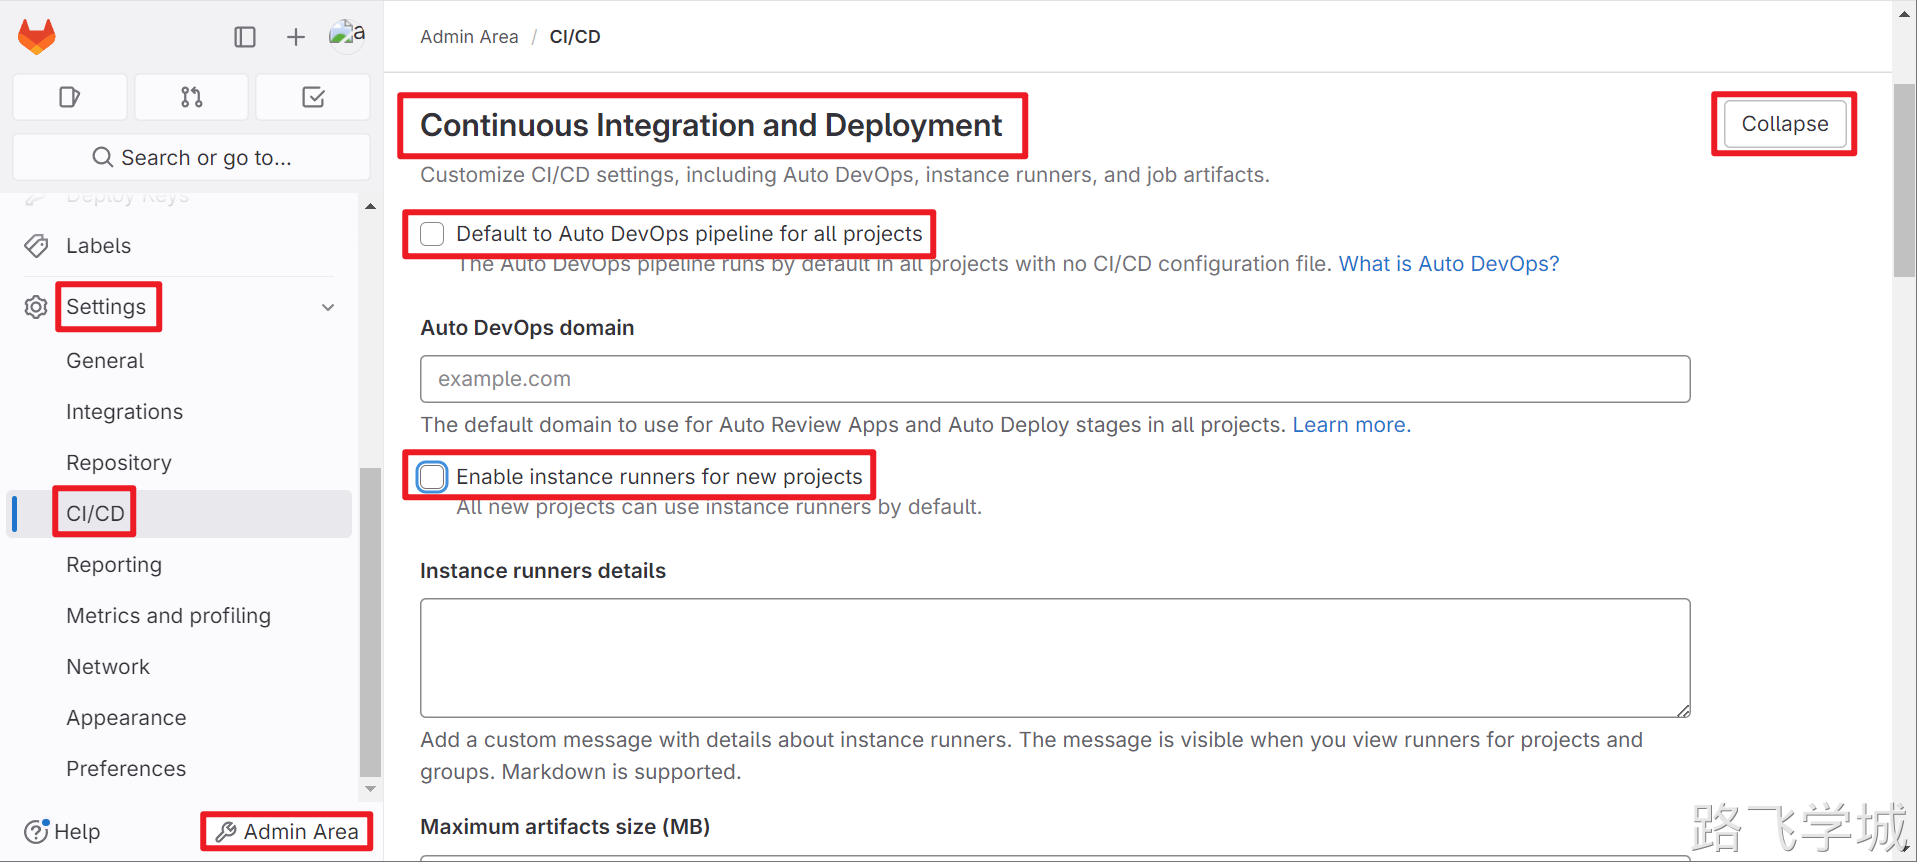 a
Search or go to...
Deploy Keys
Labels
Settings
General
Integrations
Repository
CI/CD
Reporting
Metrics and profiling
Network
Appearance
Preferences
Help
Admin Area
Admin Area / CI/CD
Continuous Integration and Deployment
Collapse
Customize CI/CD settings, including Auto DevOps, instance runners, and job artifacts.
Default to Auto DevOps pipeline for all projects
The Auto DevOps pipeline runs by default in all projects with no CI/CD configuration file. What is Auto DevOps?
Auto DevOps domain
example.com
The default domain to use for Auto Review Apps and Auto Deploy stages in all projects. Learn more.
Enable instance runners for new projects
All new projects can use instance runners by default.
Instance runners details
Add a custom message with details about instance runners. The message is visible when you view runners for projects and
groups. Markdown is supported.
Maximum artifacts size (MB)
路飞学城